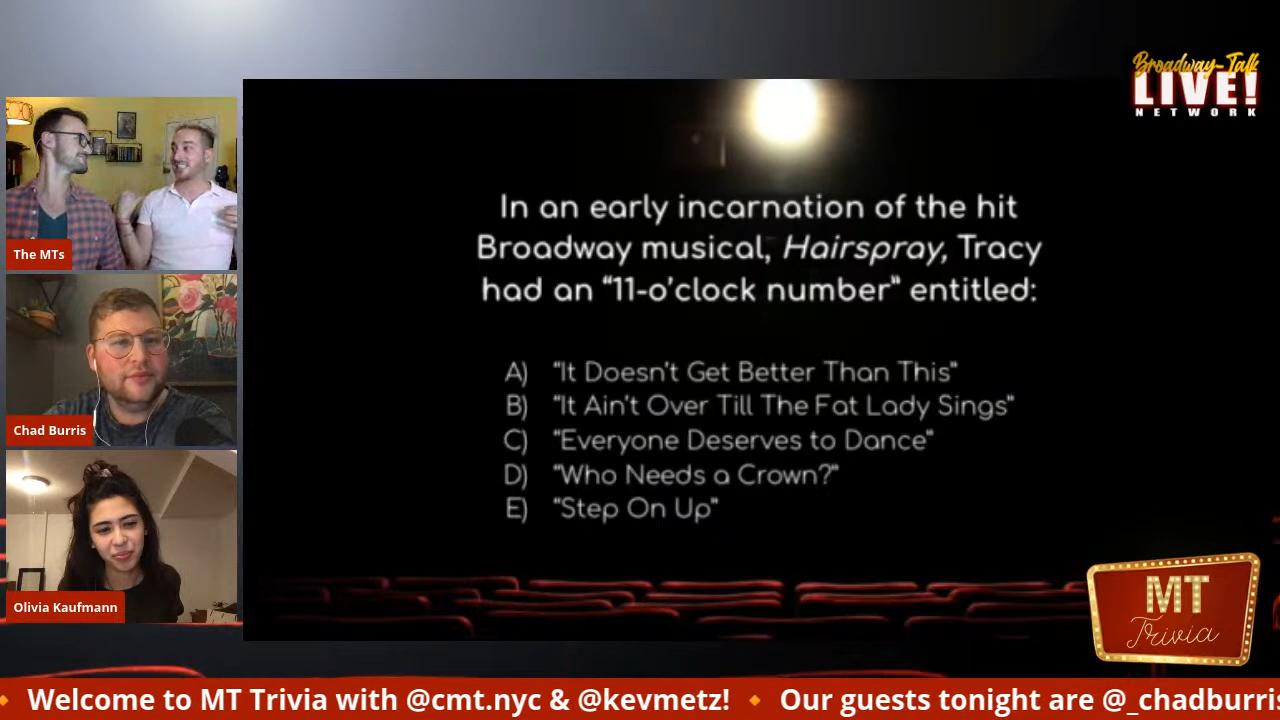 Broadway-Talk
LIVE!
NETWORK
The MTs
Chad Burris
Olivia Kaufmann
In an early incarnation of the hit
Broadway musical, Hairspray, Tracy
had an “11-o’clock number” entitled:
A) “It Doesn’t Get Better Than This”
B) “It Ain’t Over Till The Fat Lady Sings”
C) “Everyone Deserves to Dance”
D) “Who Needs a Crown?”
E) “Step On Up”
MT
Trivia
Welcome to MT Trivia with @cmt.nyc & @kevmetz! Our guests tonight are @_chadburris